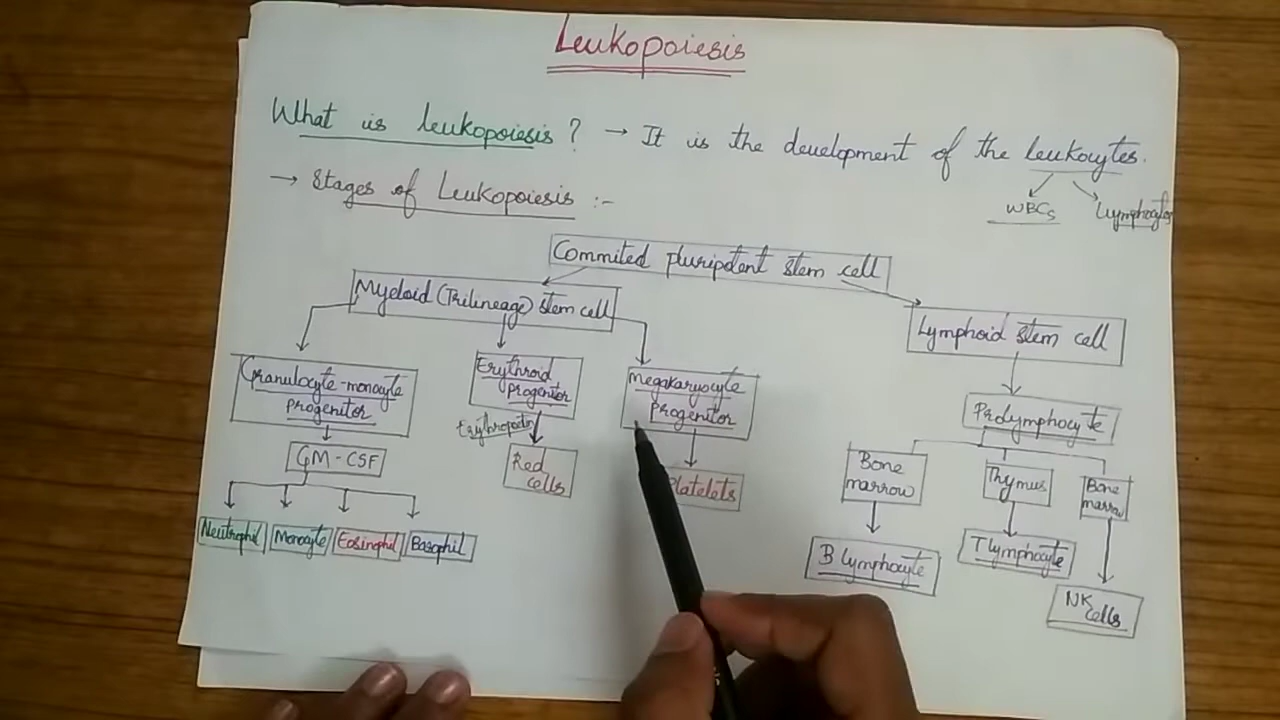 Leukopoiesis
What is leukopoiesis? → It is the development of the leukocytes.
WBCs
Lymphocytes
→ Stages of Leukopoiesis :-
Commited pluripotent stem cell
Myeloid (Trilineage) stem cell
Lymphoid stem cell
Granulocyte-monocyte
progenitor
Erythroid
progenitor
Megakaryocyte
progenitor
Prolymphocyte
Erythropoetin
GM-CSF
Red
cells
Platelets
Bone
marrow
Thymus
Bone
marrow
Neutrophil
Monocyte
Eosinophil
Basophil
B lymphocyte
T lymphocyte
NK
cells